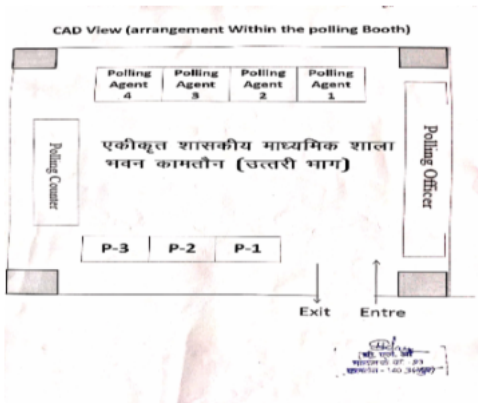 CAD View (arrangement Within the polling Booth)
Polling Agent 4
Polling Agent 3
Polling Agent 2
Polling Agent 1
एकीकृत शासकीय माध्यमिक शाला
भवन कामतौन (उत्तरी भाग)
Polling Counter
Polling Officer
P-3 P-2 P-1
Exit Entre